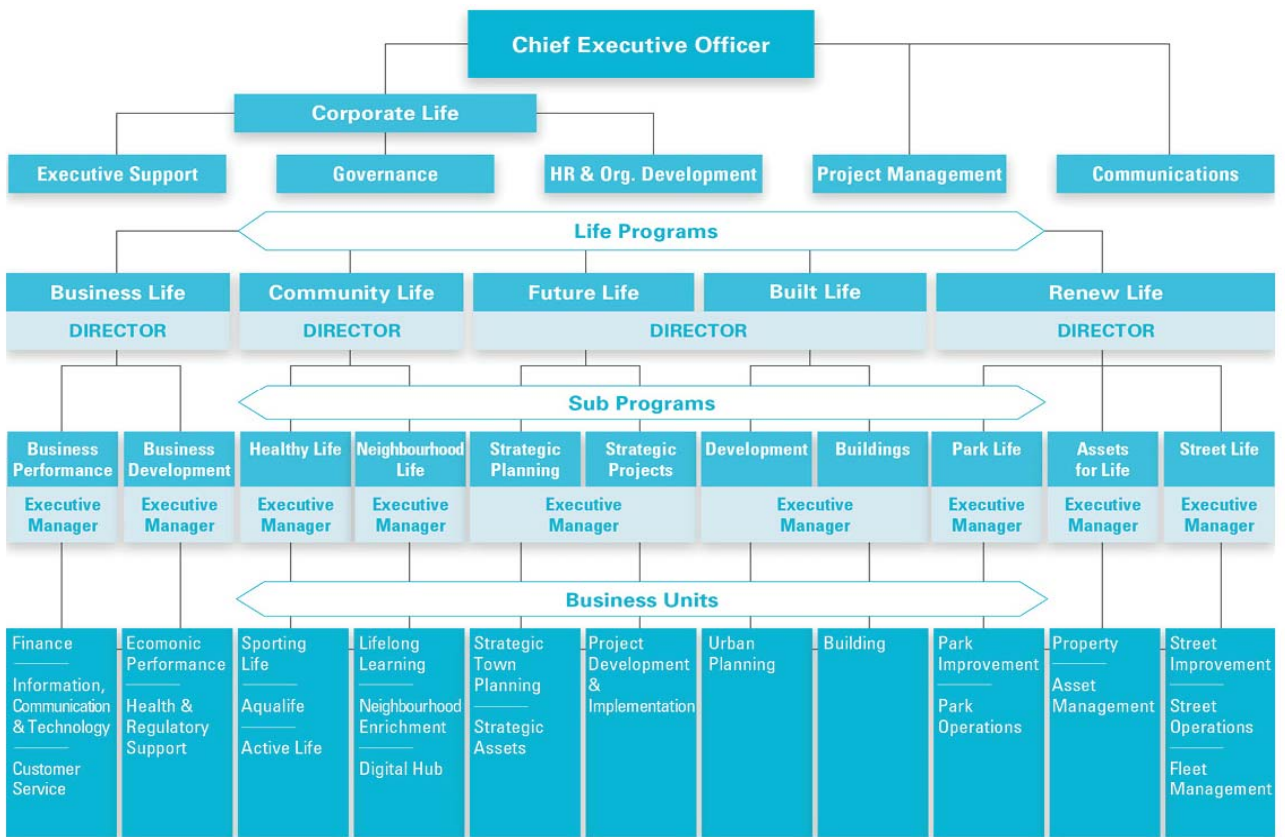 Chief Executive Officer
Corporate Life
Executive Support
Governance
HR & Org. Development
Project Management
Communications
Life Programs
Business Life
Community Life
Future Life
Built Life
Renew Life
DIRECTOR
DIRECTOR
DIRECTOR
DIRECTOR
Sub Programs
Business
Performance
Business
Development
Healthy Life
Neighbourhood
Life
Strategic
Planning
Strategic
Projects
Development
Buildings
Park Life
Assets
for Life
Street Life
Executive
Manager
Executive
Manager
Executive
Manager
Executive
Manager
Executive
Manager
Executive
Manager
Executive
Manager
Executive
Manager
Executive
Manager
Business Units
Finance
Information,
Communication
& Technology
Customer
Service
Ecomonic
Performance
Health &
Regulatory
Support
Sporting
Life
Aqualife
Active Life
Lifelong
Learning
Neighbourhood
Enrichment
Digital Hub
Strategic
Town
Planning
Strategic
Assets
Project
Development
&
Implementation
Urban
Planning
Building
Park
Improvement
Park
Operations
Property
Asset
Management
Street
Improvement
Street
Operations
Fleet
Management